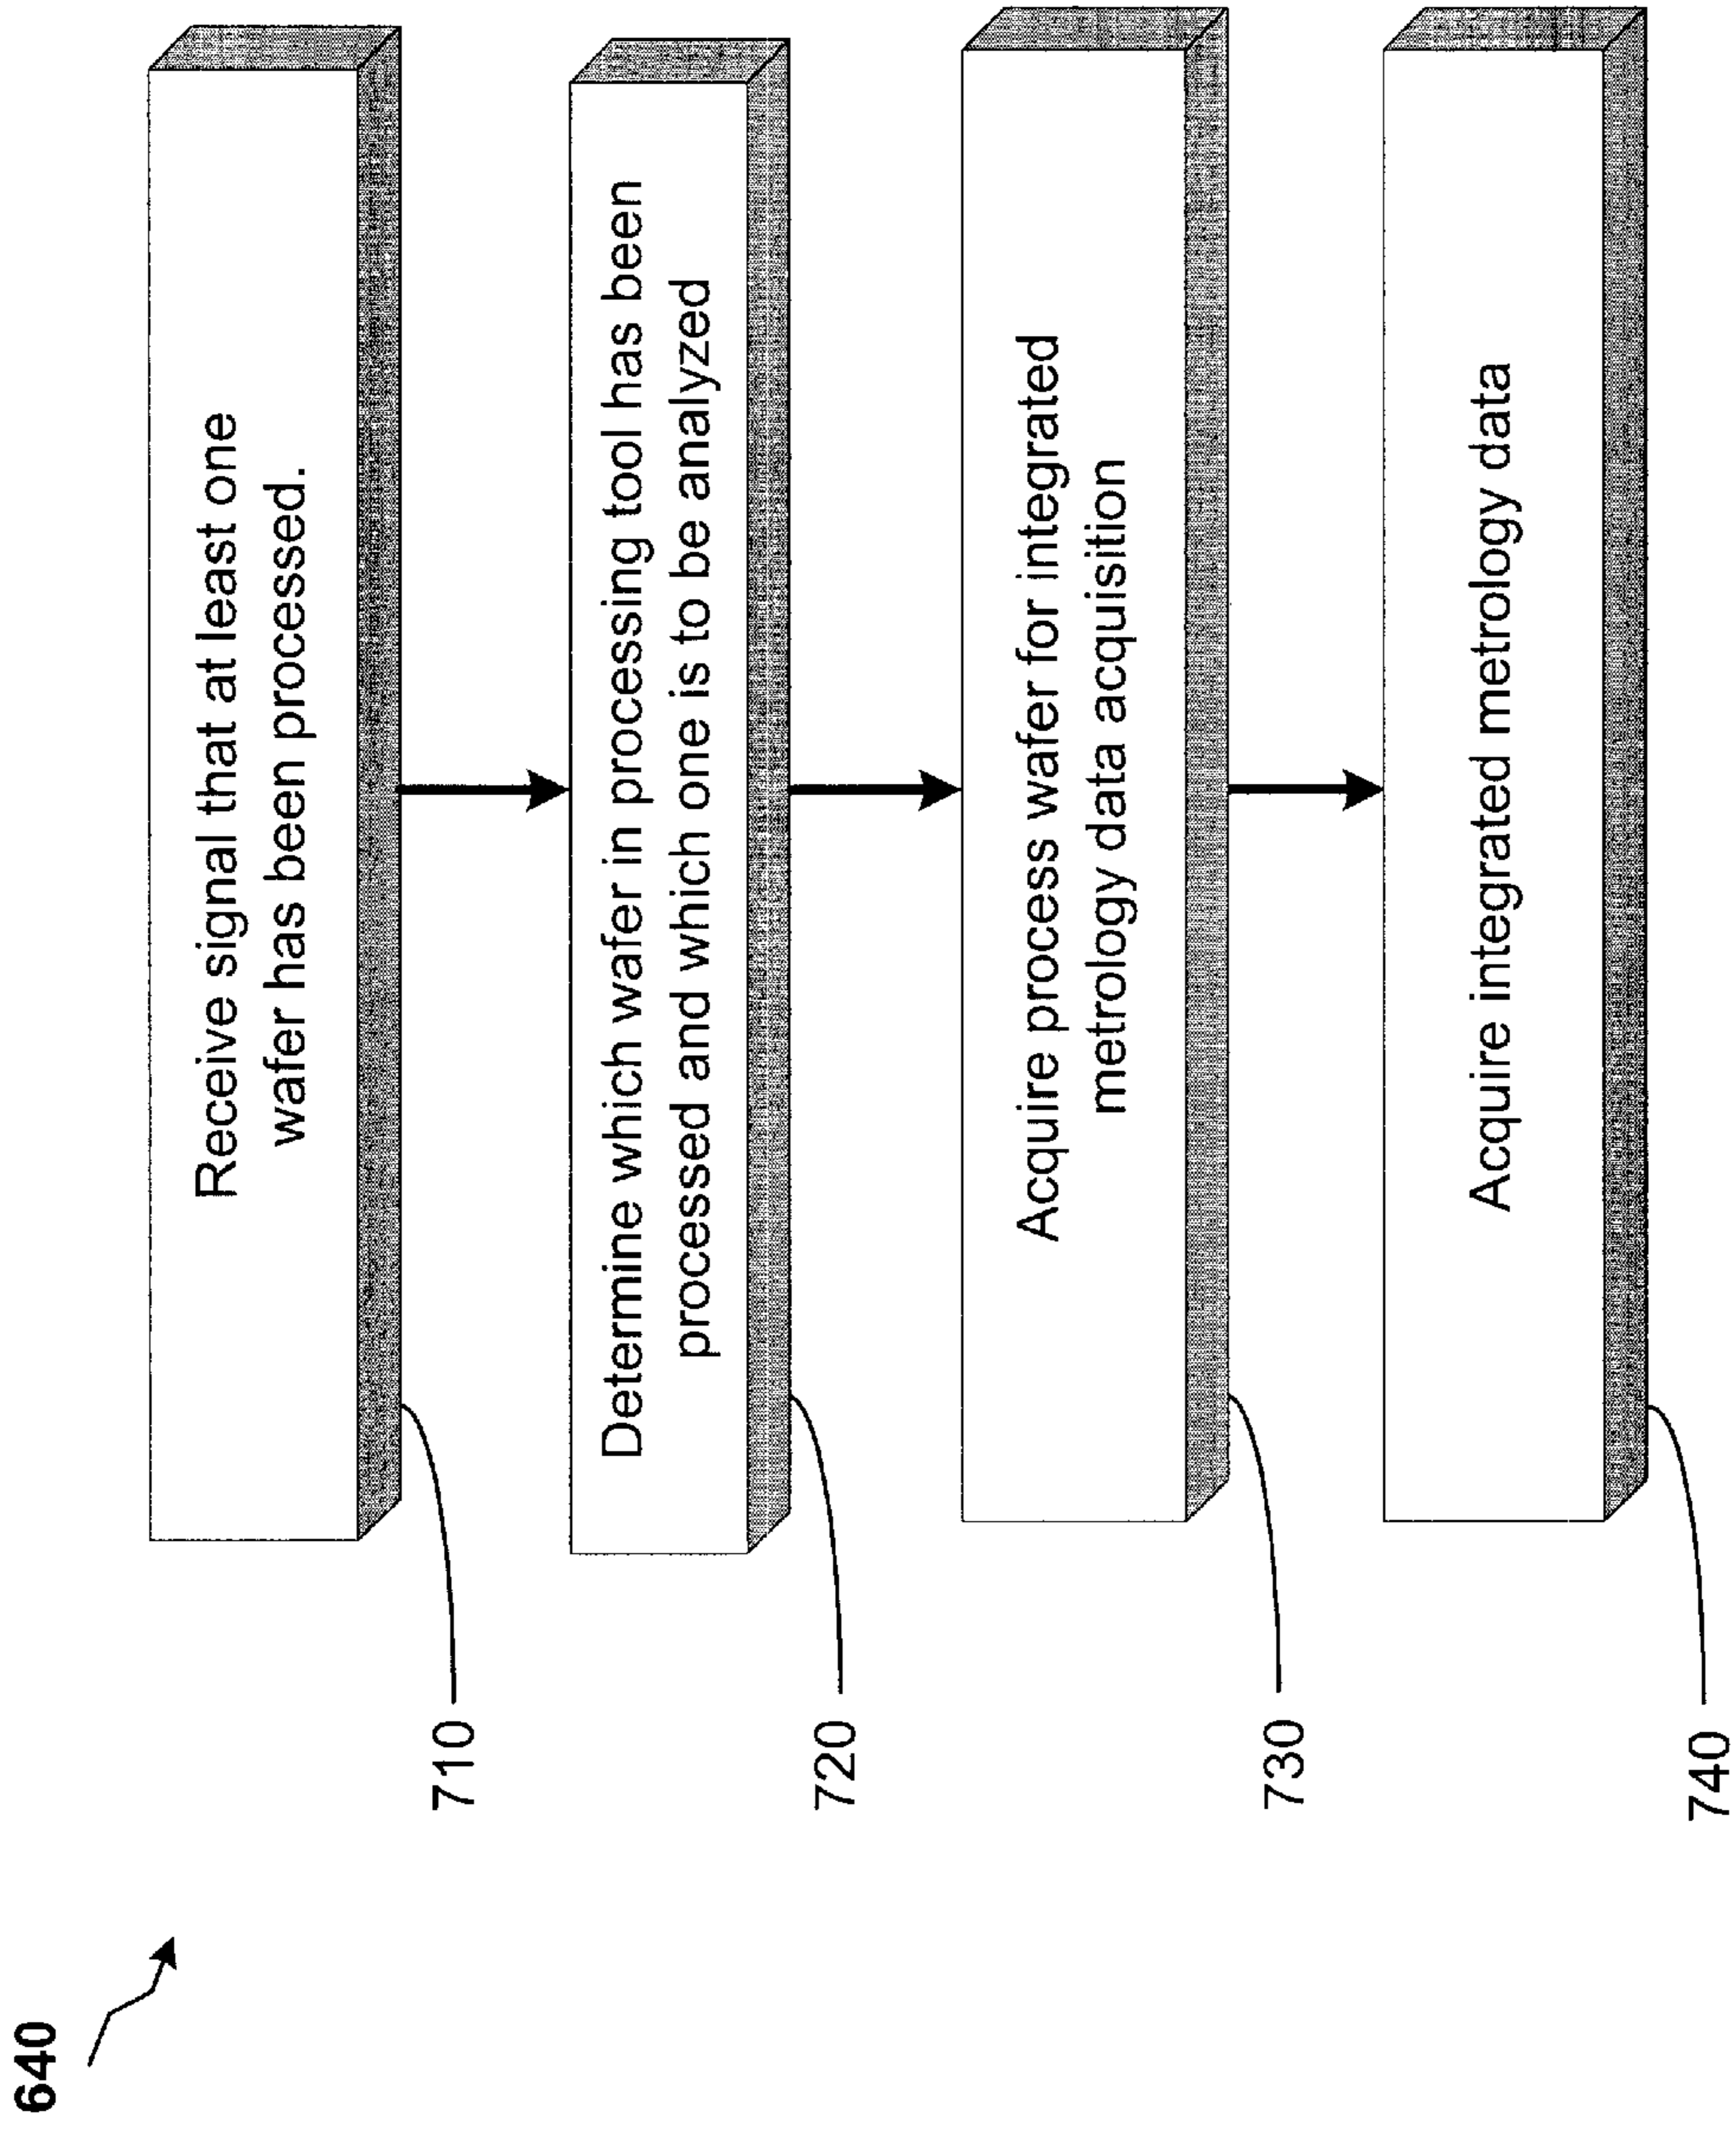 640
Receive signal that at least one
wafer has been processed.
710
Determine which wafer in processing tool has been
processed and which one is to be analyzed
720
Acquire process wafer for integrated
metrology data acquisition
730
Acquire integrated metrology data
740